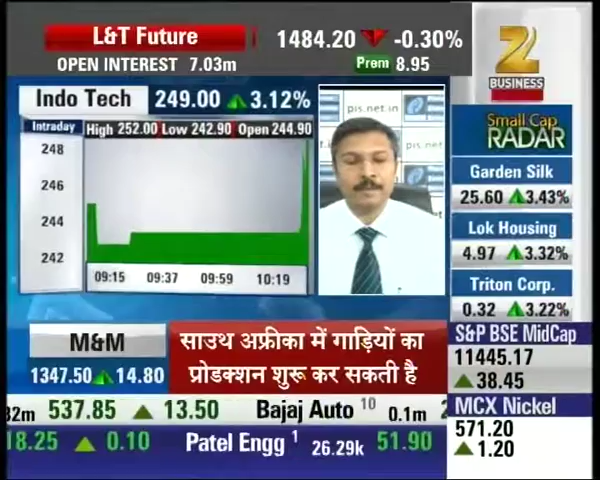 L&T Future
1484.20 -0.30%
OPEN INTEREST 7.03m
Prem 8.95
Z
BUSINESS
Indo Tech 249.00 3.12%
Intraday
High 252.00 Low 242.90 Open 244.90
248
246
244
242
09:15 09:37 09:59 10:19
pis.net.in
Small Cap
RADAR
Garden Silk
25.60 3.43%
Lok Housing
4.97 3.32%
Triton Corp.
0.32 3.22%
S&P BSE MidCap
11445.17
38.45
MCX Nickel
571.20
1.20
M&M
1347.50 14.80
साउथ अफ्रीका में गाड़ियों का
प्रोडक्शन शुरू कर सकती है
32m 537.85 13.50 Bajaj Auto 10 0.1m
18.25 0.10 Patel Engg 1 26.29k 51.90